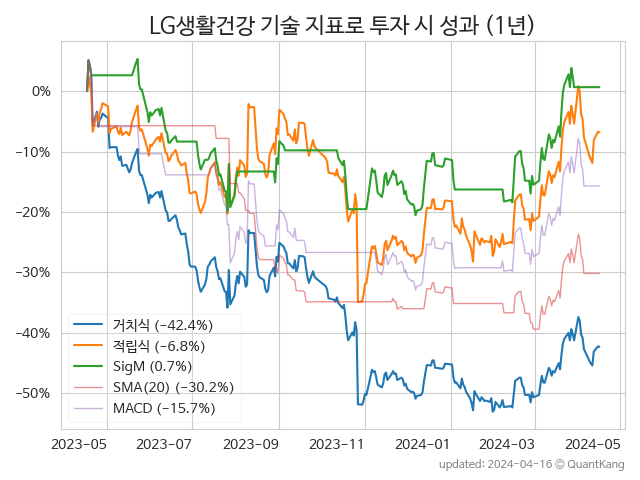 LG생활건강 기술 지표로 투자 시 성과 (1년)
0%
−10%
−20%
−30%
−40%
−50%
거치식 (−42.4%)
적립식 (−6.8%)
SigM (0.7%)
SMA(20) (−30.2%)
MACD (−15.7%)
2023−05 2023−07 2023−09 2023−11 2024−01 2024−03 2024−05
updated: 2024−04−16 © QuantKang